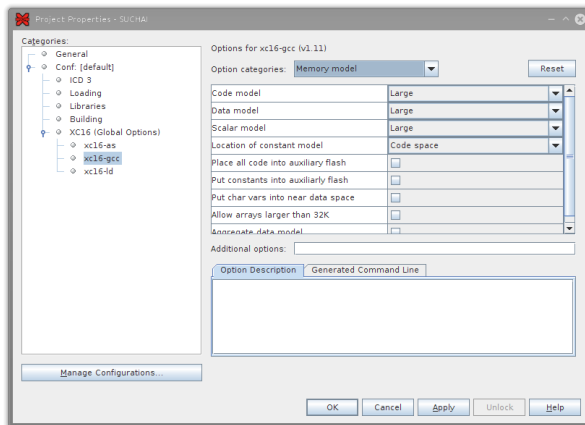 Project Properties - SUCHAI
Categories:
General
Conf: [default]
ICD 3
Loading
Libraries
Building
XC16 (Global Options)
xc16-as
xc16-gcc
xc16-ld
Manage Configurations...
Options for xc16-gcc (v1.11)
Option categories: Memory model Reset
Code model Large
Data model Large
Scalar model Large
Location of constant model Code space
Place all code into auxiliary flash
Put constants into auxiliarly flash
Put char vars into near data space
Allow arrays larger than 32K
Aggregate data model
Additional options:
Option Description Generated Command Line
OK Cancel Apply Unlock Help